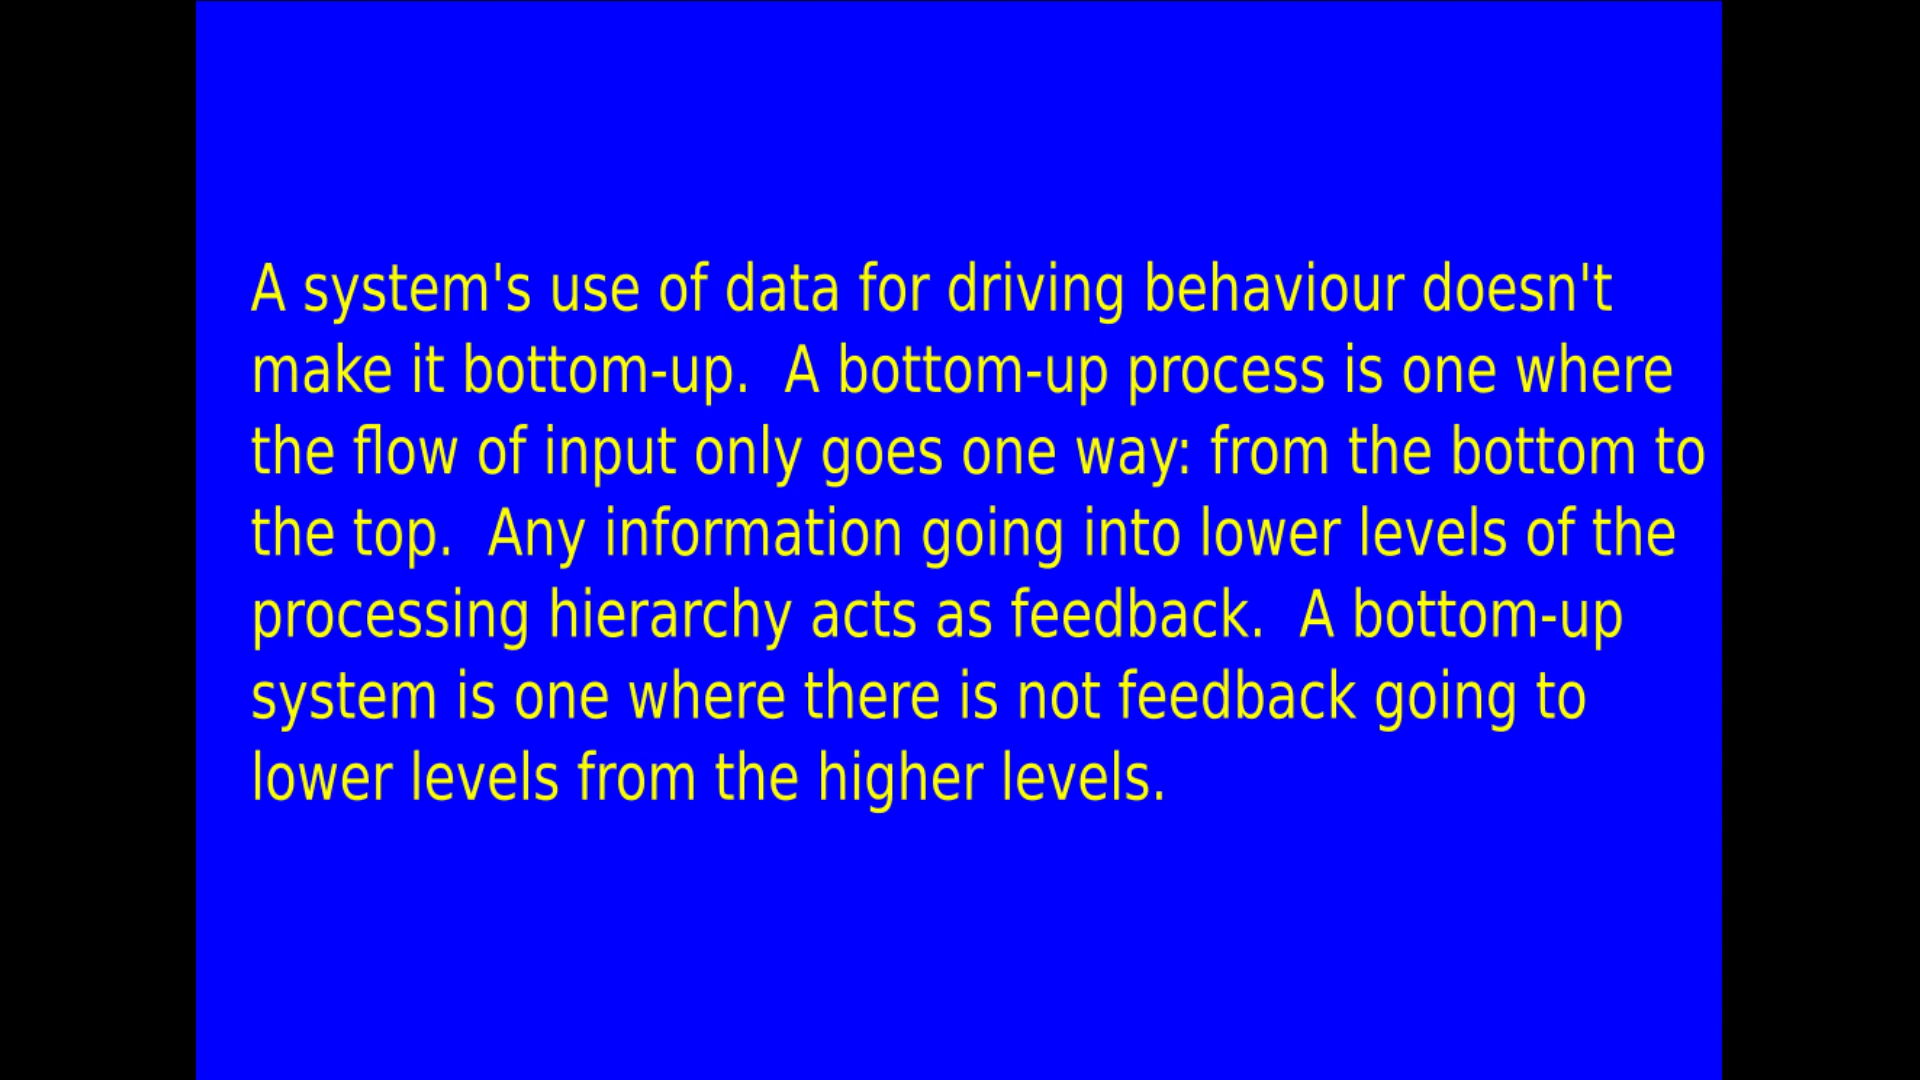 A system's use of data for driving behaviour doesn't
make it bottom-up.  A bottom-up process is one where
the flow of input only goes one way: from the bottom to
the top.  Any information going into lower levels of the
processing hierarchy acts as feedback.  A bottom-up
system is one where there is not feedback going to
lower levels from the higher levels.